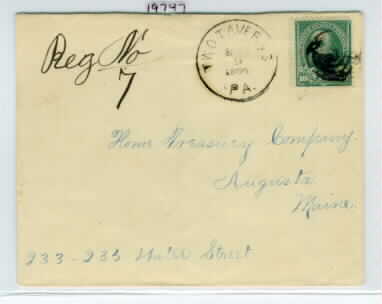 19747
Reg No
7
TWO TAVERNS
PA.
Home Treasury Company.
Augusta
Maine.
233-235 Water Street